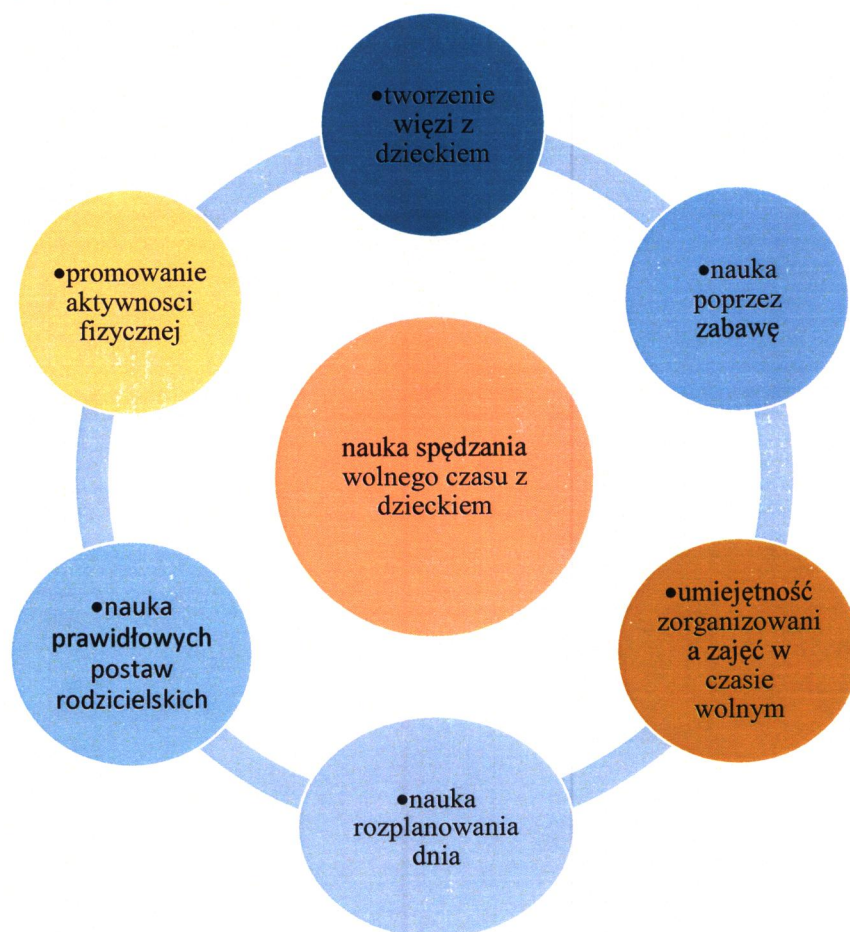 •tworzenie
więzi z
dzieckiem
•nauka
poprzez
zabawę
•umiejętność
zorganizowani
a zajęć w
czasie
wolnym
•nauka
rozplanowania
dnia
•nauka
prawidłowych
postaw
rodzicielskich
•promowanie
aktywnosci
fizycznej
nauka spędzania
wolnego czasu z
dzieckiem